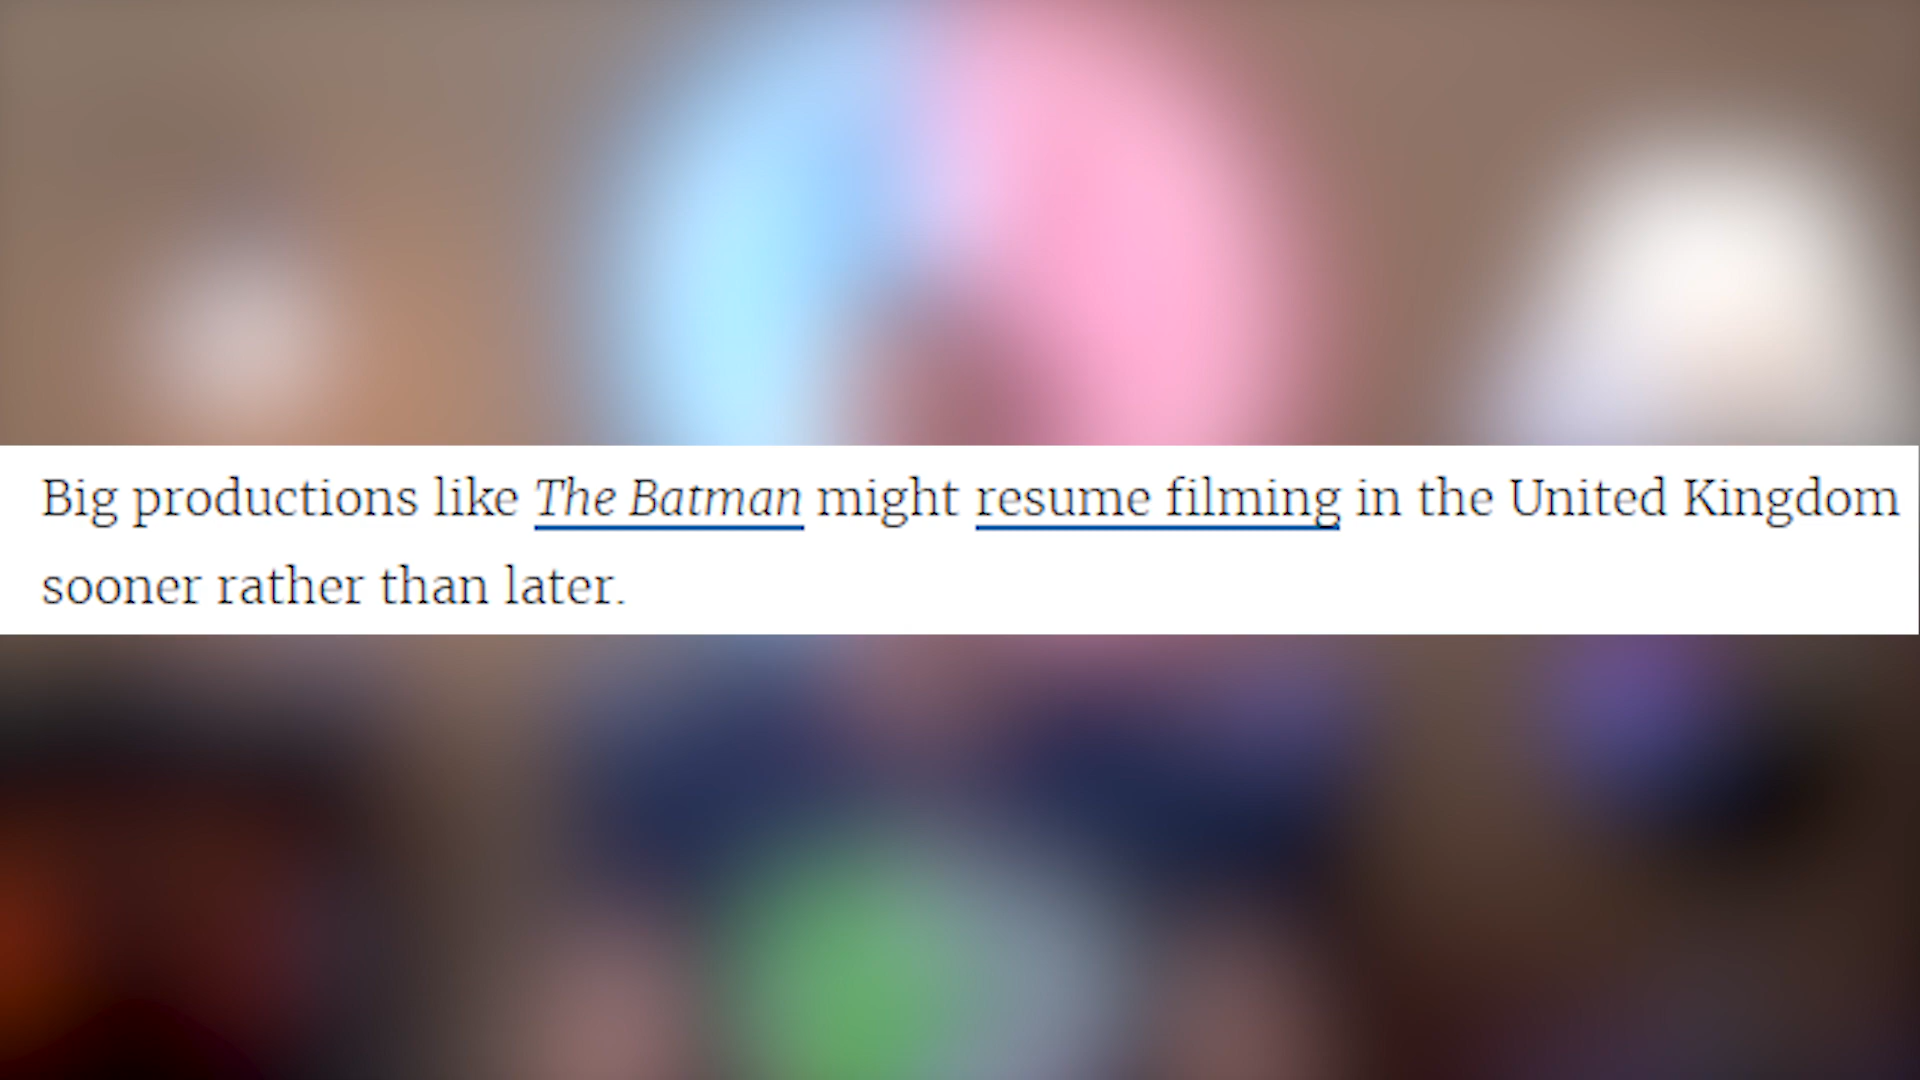 Big productions like The Batman might resume filming in the United Kingdom
sooner rather than later.